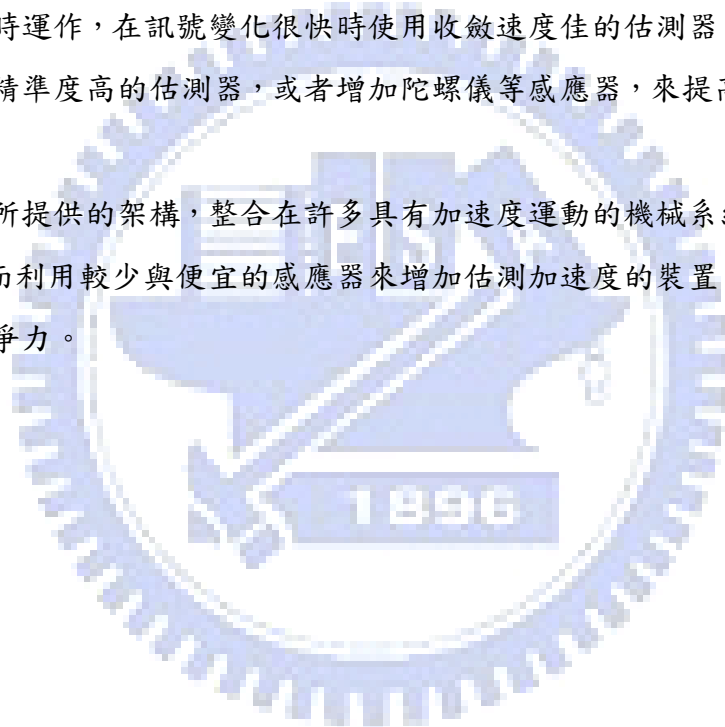 時運作，在訊號變化很快時使用收斂速度佳的估測器
精準度高的估測器，或者增加陀螺儀等感應器，來提高
所提供的架構，整合在許多具有加速度運動的機械系統
而利用較少與便宜的感應器來增加估測加速度的裝置
爭力。
ES
1896